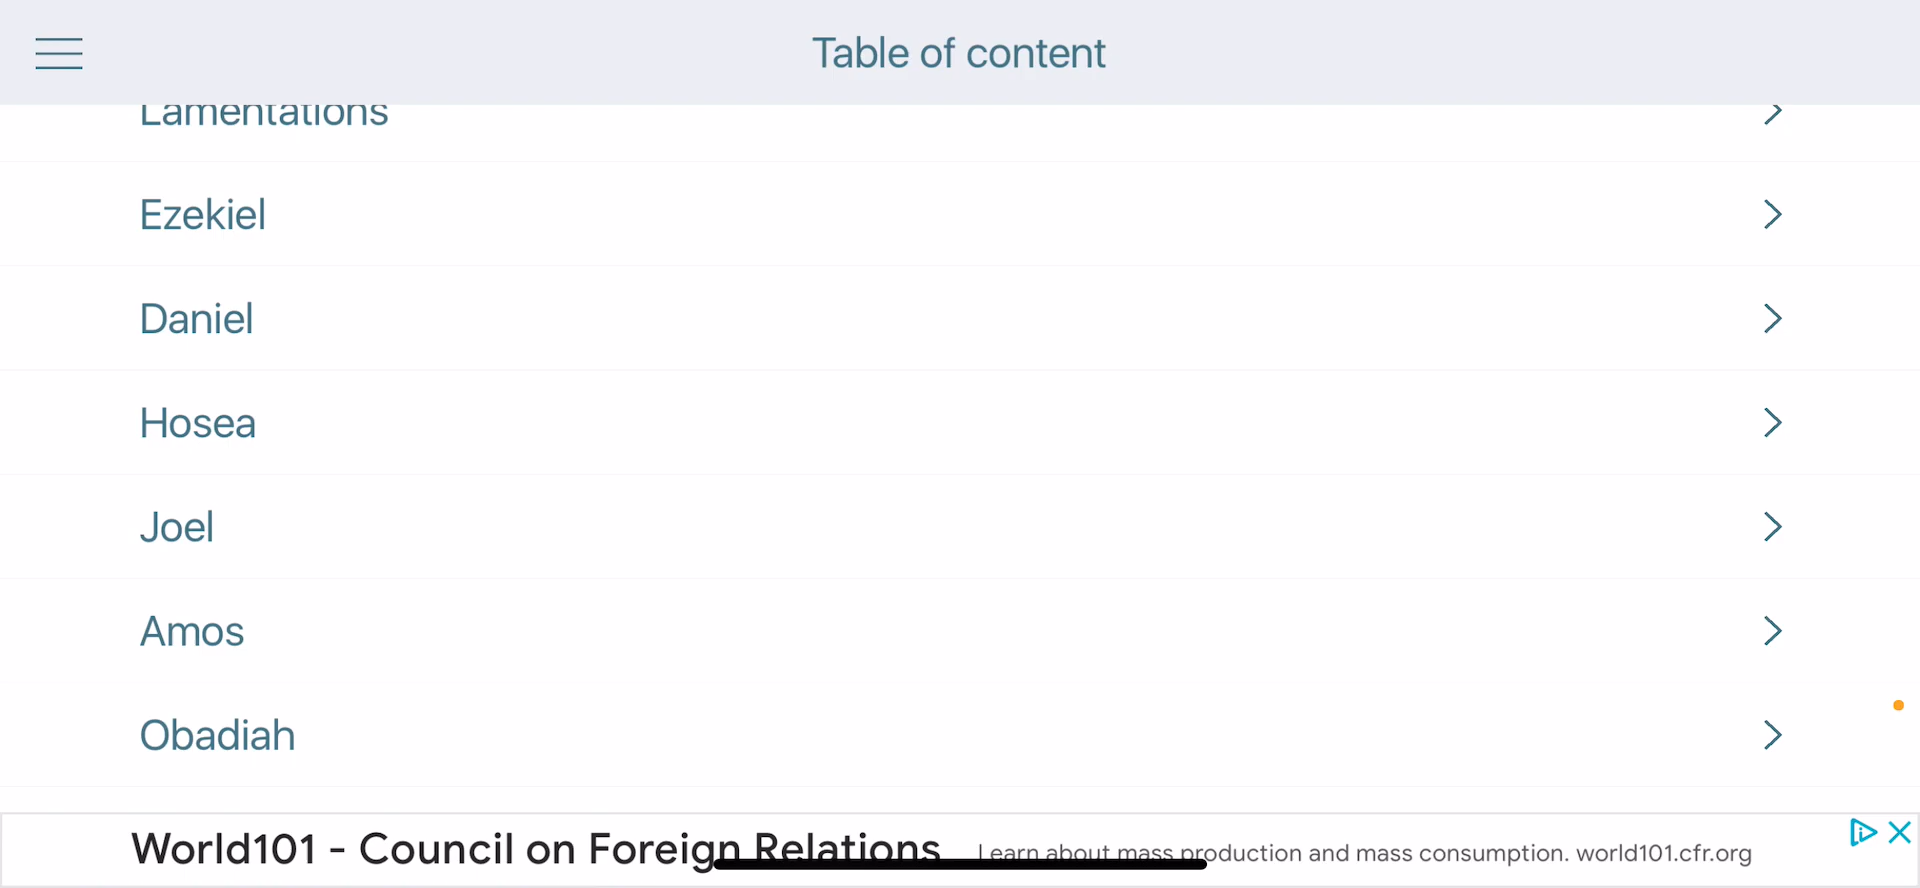 Table of content
Lamentations
Ezekiel
Daniel
Hosea
Joel
Amos
Obadiah
World101 - Council on Foreign Relations
Learn about mass production and mass consumption. world101.cfr.org